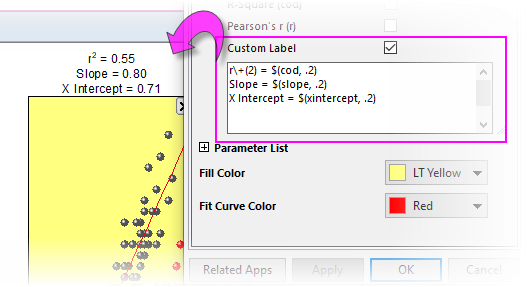 r² = 0.55
Slope = 0.80
X Intercept = 0.71
R-Square (cod)
Pearson's r (r)
Custom Label
r\+(2) = $(cod, .2)
Slope = $(slope, .2)
X Intercept = $(xintercept, .2)
Parameter List
Fill Color
LT Yellow
Fit Curve Color
Red
Related Apps
Apply
OK
Cancel